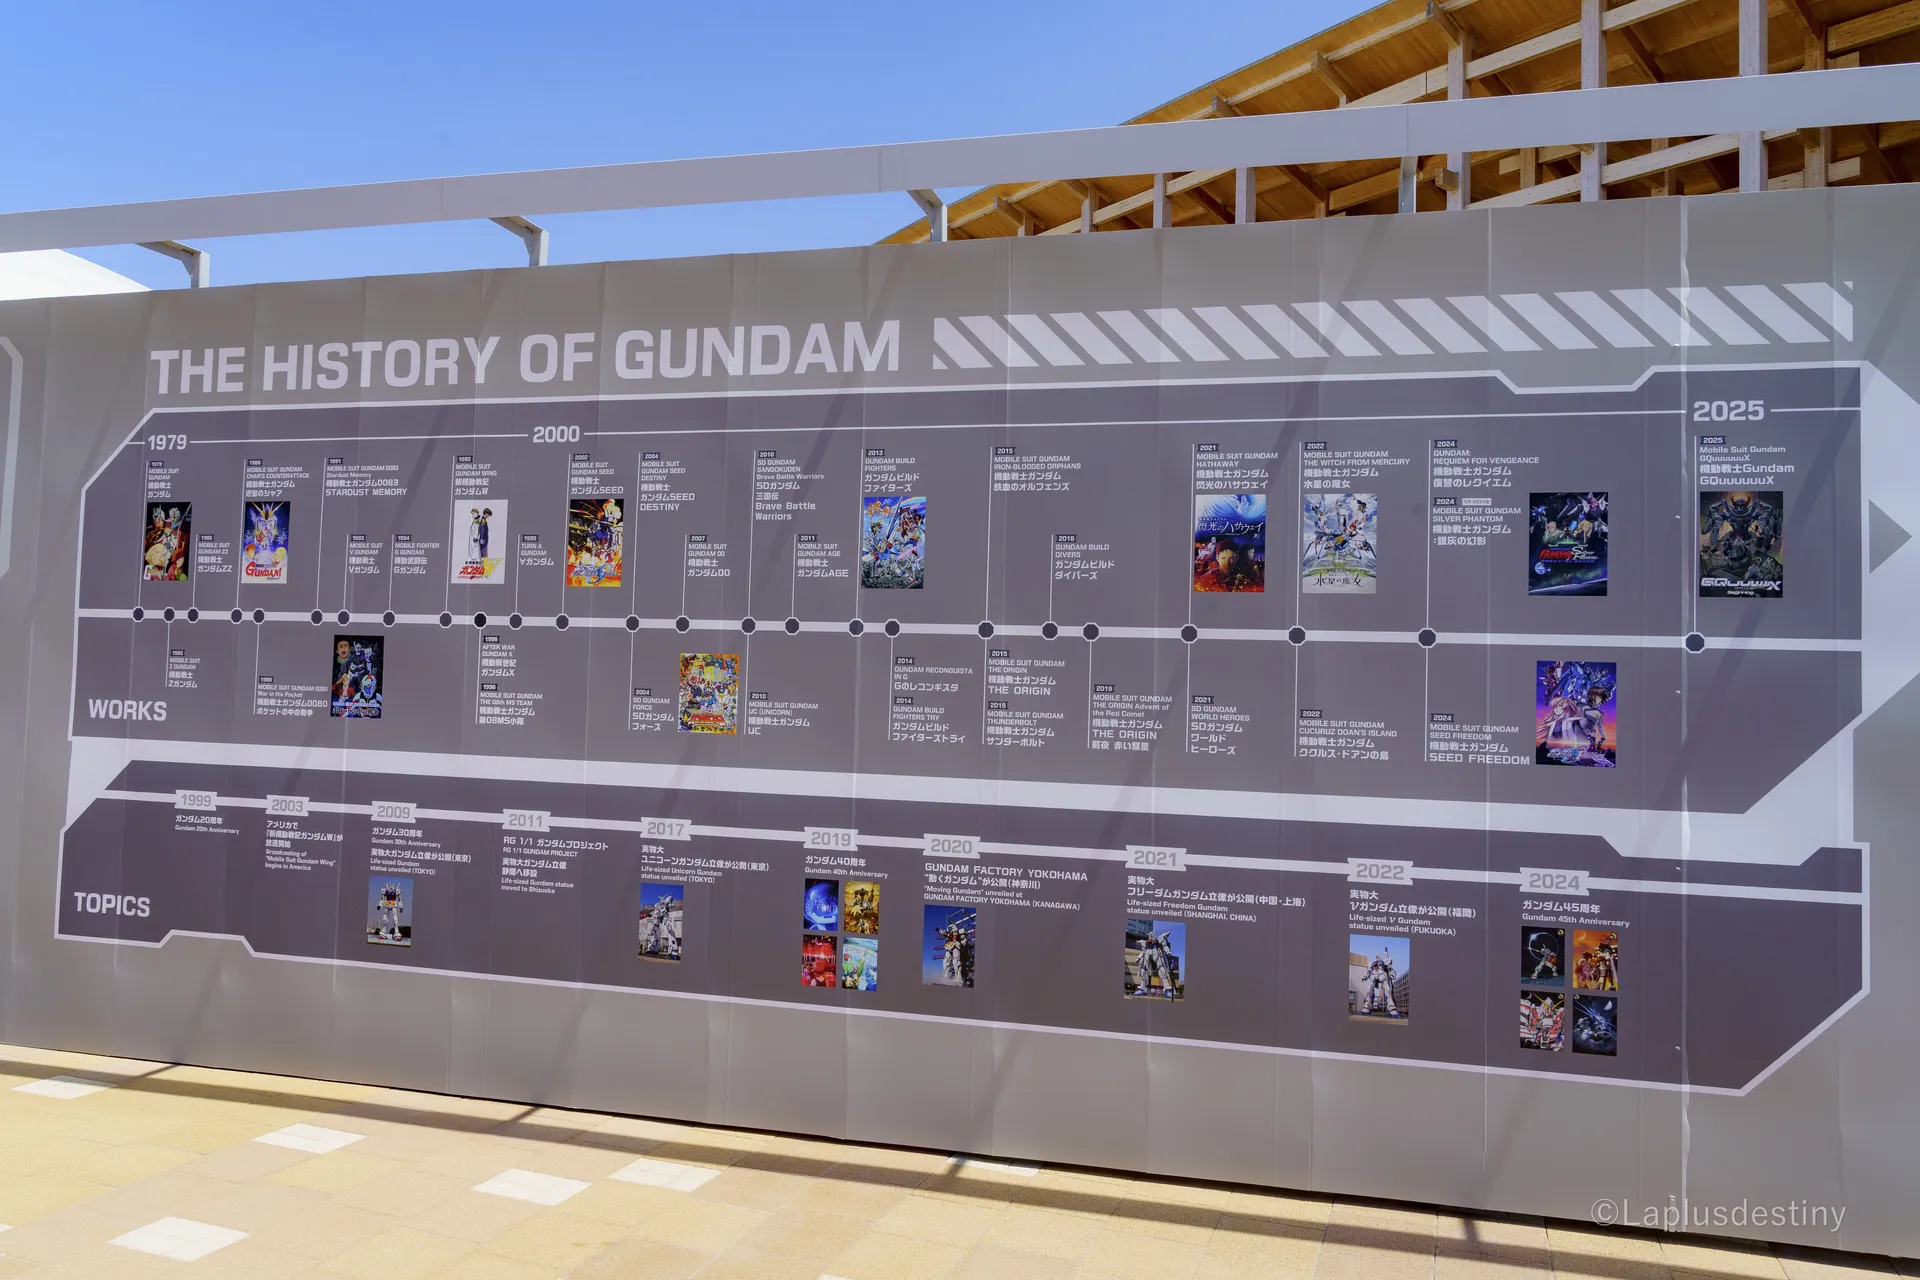 THE HISTORY OF GUNDAM
1979
2000
2025
1979
MOBILE SUIT
GUNDAM
機動戦士
ガンダム
1986
MOBILE SUIT
GUNDAM ZZ
機動戦士
ガンダムZZ
1988
MOBILE SUIT GUNDAM
CHAR'S COUNTERATTACK
機動戦士ガンダム
逆襲のシャア
1991
MOBILE SUIT GUNDAM 0083
Stardust Memory
機動戦士ガンダム0083
STARDUST MEMORY
1993
MOBILE SUIT
V GUNDAM
機動戦士
Vガンダム
1994
MOBILE FIGHTER
G GUNDAM
機動武闘伝
Gガンダム
1995
MOBILE SUIT
GUNDAM WING
新機動戦記
ガンダムW
1999
TURN A
GUNDAM
∀ガンダム
2002
MOBILE SUIT
GUNDAM SEED
機動戦士
ガンダムSEED
2004
MOBILE SUIT
GUNDAM SEED
DESTINY
機動戦士
ガンダムSEED
DESTINY
2007
MOBILE SUIT
GUNDAM 00
機動戦士
ガンダム00
2010
SD GUNDAM
SANGOKUDEN
Brave Battle Warriors
SDガンダム
三国伝
Brave Battle
Warriors
2011
MOBILE SUIT
GUNDAM AGE
機動戦士
ガンダムAGE
2013
GUNDAM BUILD
FIGHTERS
ガンダムビルド
ファイターズ
2015
MOBILE SUIT GUNDAM
IRON-BLOODED ORPHANS
機動戦士ガンダム
鉄血のオルフェンズ
2018
GUNDAM BUILD
DIVERS
ガンダムビルド
ダイバーズ
2021
MOBILE SUIT GUNDAM
HATHAWAY
機動戦士ガンダム
閃光のハサウェイ
閃光のハサウェイ
2022
MOBILE SUIT GUNDAM
THE WITCH FROM MERCURY
機動戦士ガンダム
水星の魔女
水星の魔女
2024
GUNDAM:
REQUIEM FOR VENGEANCE
機動戦士ガンダム
復讐のレクイエム
2024 VR MOVIE
MOBILE SUIT GUNDAM
SILVER PHANTOM
機動戦士ガンダム
:銀灰の幻影
2025
Mobile Suit Gundam
GQuuuuuuX
機動戦士Gundam
GQuuuuuuX
GQuuuuuuX
Beginning
1985
MOBILE SUIT
Z GUNDAM
機動戦士
Zガンダム
1989
MOBILE SUIT GUNDAM 0080
War in the Pocket
機動戦士ガンダム0080
ポケットの中の戦争
1996
AFTER WAR
GUNDAM X
機動新世紀
ガンダムX
1996
MOBILE SUIT GUNDAM
THE 08th MS TEAM
機動戦士ガンダム
第08MS小隊
2004
SD GUNDAM
FORCE
SDガンダム
フォース
2010
MOBILE SUIT GUNDAM
UC (UNICORN)
機動戦士ガンダム
UC
2014
GUNDAM RECONGUISTA
IN G
Gのレコンギスタ
2014
GUNDAM BUILD
FIGHTERS TRY
ガンダムビルド
ファイターズトライ
2015
MOBILE SUIT GUNDAM
THE ORIGIN
機動戦士ガンダム
THE ORIGIN
2015
MOBILE SUIT GUNDAM
THUNDERBOLT
機動戦士ガンダム
サンダーボルト
2019
MOBILE SUIT GUNDAM
THE ORIGIN Advent of
the Red Comet
機動戦士ガンダム
THE ORIGIN
前夜 赤い彗星
2021
SD GUNDAM
WORLD HEROES
SDガンダム
ワールド
ヒーローズ
2022
MOBILE SUIT GUNDAM
CUCURUZ DOAN'S ISLAND
機動戦士ガンダム
ククルス・ドアンの島
2024
MOBILE SUIT GUNDAM
SEED FREEDOM
機動戦士ガンダム
SEED FREEDOM
WORKS
TOPICS
1999
ガンダム20周年
Gundam 20th Anniversary
2003
アメリカで
「新機動戦記ガンダムW」が
放送開始
Broadcasting of
"Mobile Suit Gundam Wing"
begins in America
2009
ガンダム30周年
Gundam 30th Anniversary
実物大ガンダム立像が公開(東京)
Life-sized Gundam
statue unveiled (TOKYO)
2011
RG 1/1 ガンダムプロジェクト
RG 1/1 GUNDAM PROJECT
実物大ガンダム立像
静岡へ移設
Life-sized Gundam statue
moved to Shizuoka
2017
実物大
ユニコーンガンダム立像が公開(東京)
Life-sized Unicorn Gundam
statue unveiled (TOKYO)
2019
ガンダム40周年
Gundam 40th Anniversary
2020
GUNDAM FACTORY YOKOHAMA
"動くガンダム"が公開(神奈川)
"Moving Gundam" unveiled at
GUNDAM FACTORY YOKOHAMA (KANAGAWA)
2021
実物大
フリーダムガンダム立像が公開(中国・上海)
Life-sized Freedom Gundam
statue unveiled (SHANGHAI, CHINA)
2022
実物大
νガンダム立像が公開(福岡)
Life-sized ν Gundam
statue unveiled (FUKUOKA)
2024
ガンダム45周年
Gundam 45th Anniversary
©Laplusdestiny